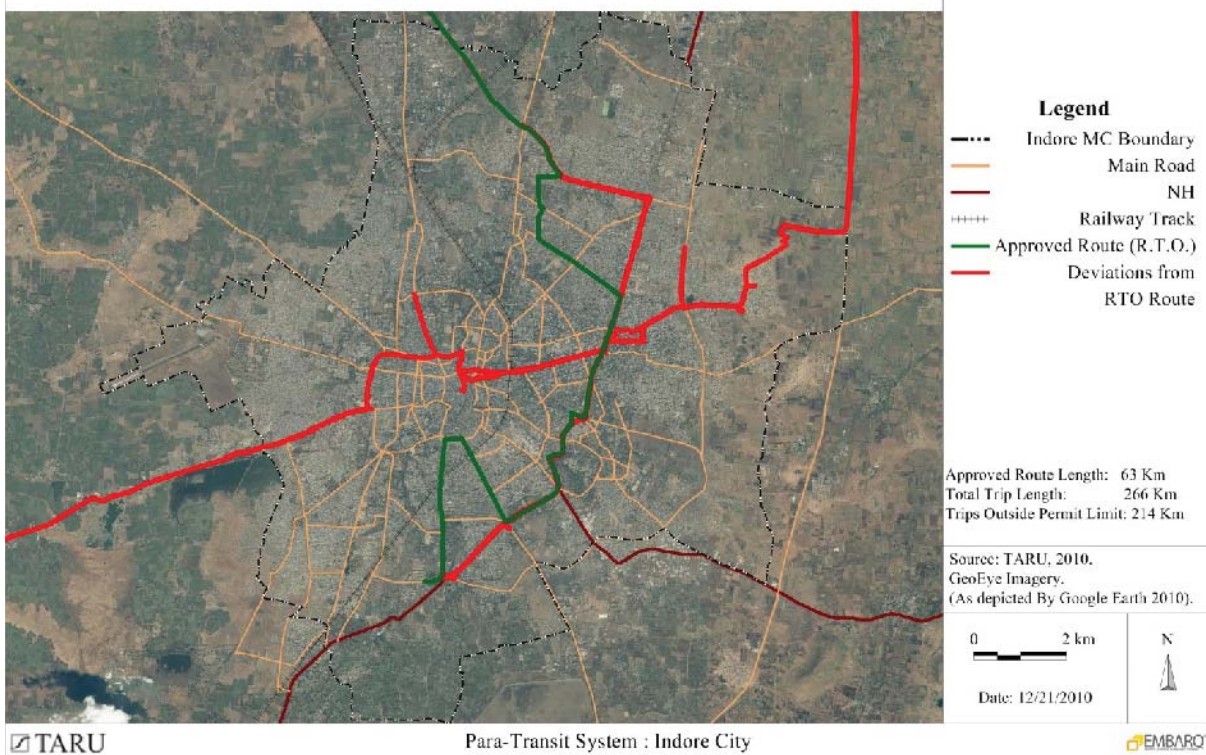 Legend
Indore MC Boundary
Main Road
NH
Railway Track
Approved Route (R.T.O.)
Deviations from
RTO Route
Approved Route Length: 63 Km
Total Trip Length: 266 Km
Trips Outside Permit Limit: 214 Km
Source: TARU, 2010.
GeoEye Imagery.
(As depicted By Google Earth 2010).
0 2 km
N
Date: 12/21/2010
TARU
Para-Transit System : Indore City
EMBARQ